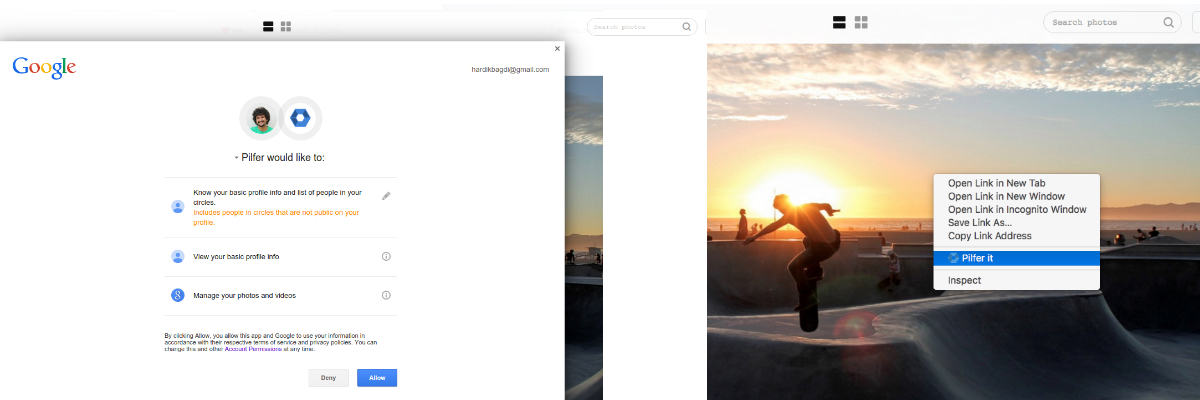 Search photos
Google
hardikbagdi@gmail.com
Pilfer would like to:
Know your basic profile info and list of people in your
circles.
Includes people in circles that are not public on your
profile.
View your basic profile info
Manage your photos and videos
By clicking Allow, you allow this app and Google to use your information in
accordance with their respective terms of service and privacy policies. You can
change this and other Account Permissions at any time.
Deny
Allow
Search photos
Open Link in New Tab
Open Link in New Window
Open Link in Incognito Window
Save Link As...
Copy Link Address
Pilfer it
Inspect